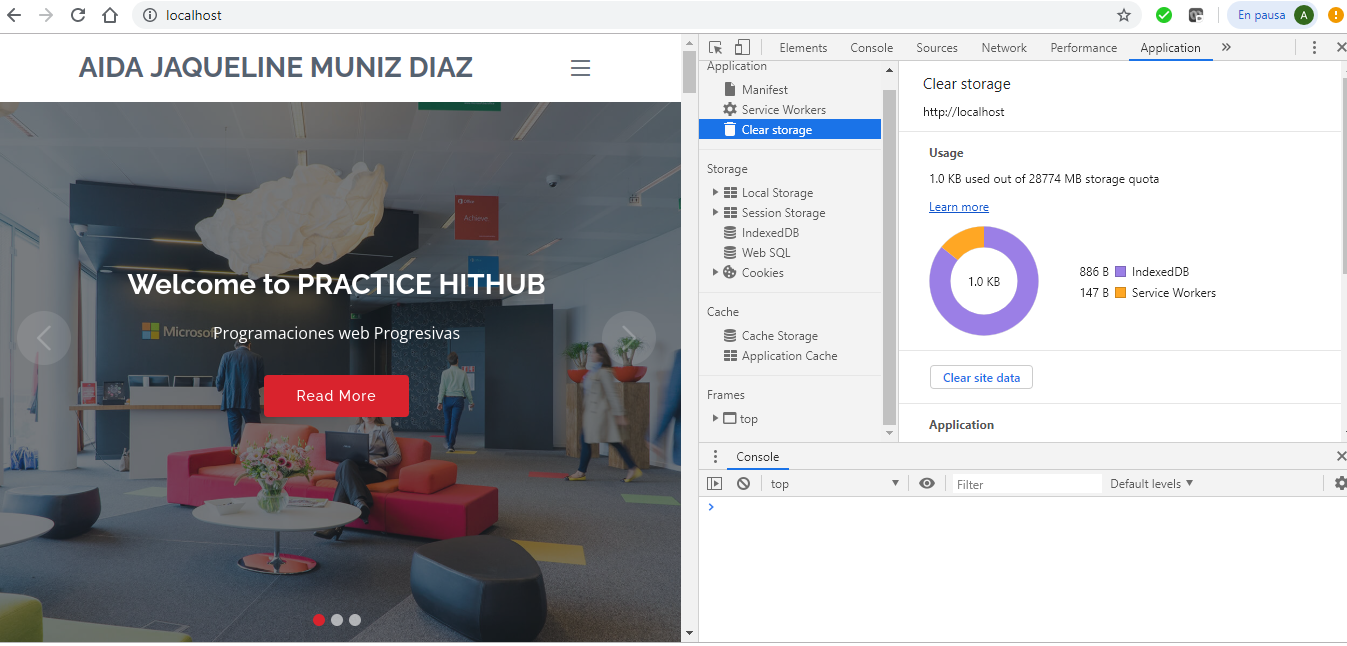 localhost
En pausa
A
AIDA JAQUELINE MUNIZ DIAZ
Office
Achieve
Welcome to PRACTICE HITHUB
Microsoft
Programaciones web Progresivas
Read More
Elements Console Sources Network Performance Application »
Application
Manifest
Service Workers
Clear storage
Storage
Local Storage
Session Storage
IndexedDB
Web SQL
Cookies
Cache
Cache Storage
Application Cache
Frames
top
Clear storage
http://localhost
Usage
1.0 KB used out of 28774 MB storage quota
Learn more
1.0 KB
886 B IndexedDB
147 B Service Workers
Clear site data
Application
Console
top
Filter
Default levels